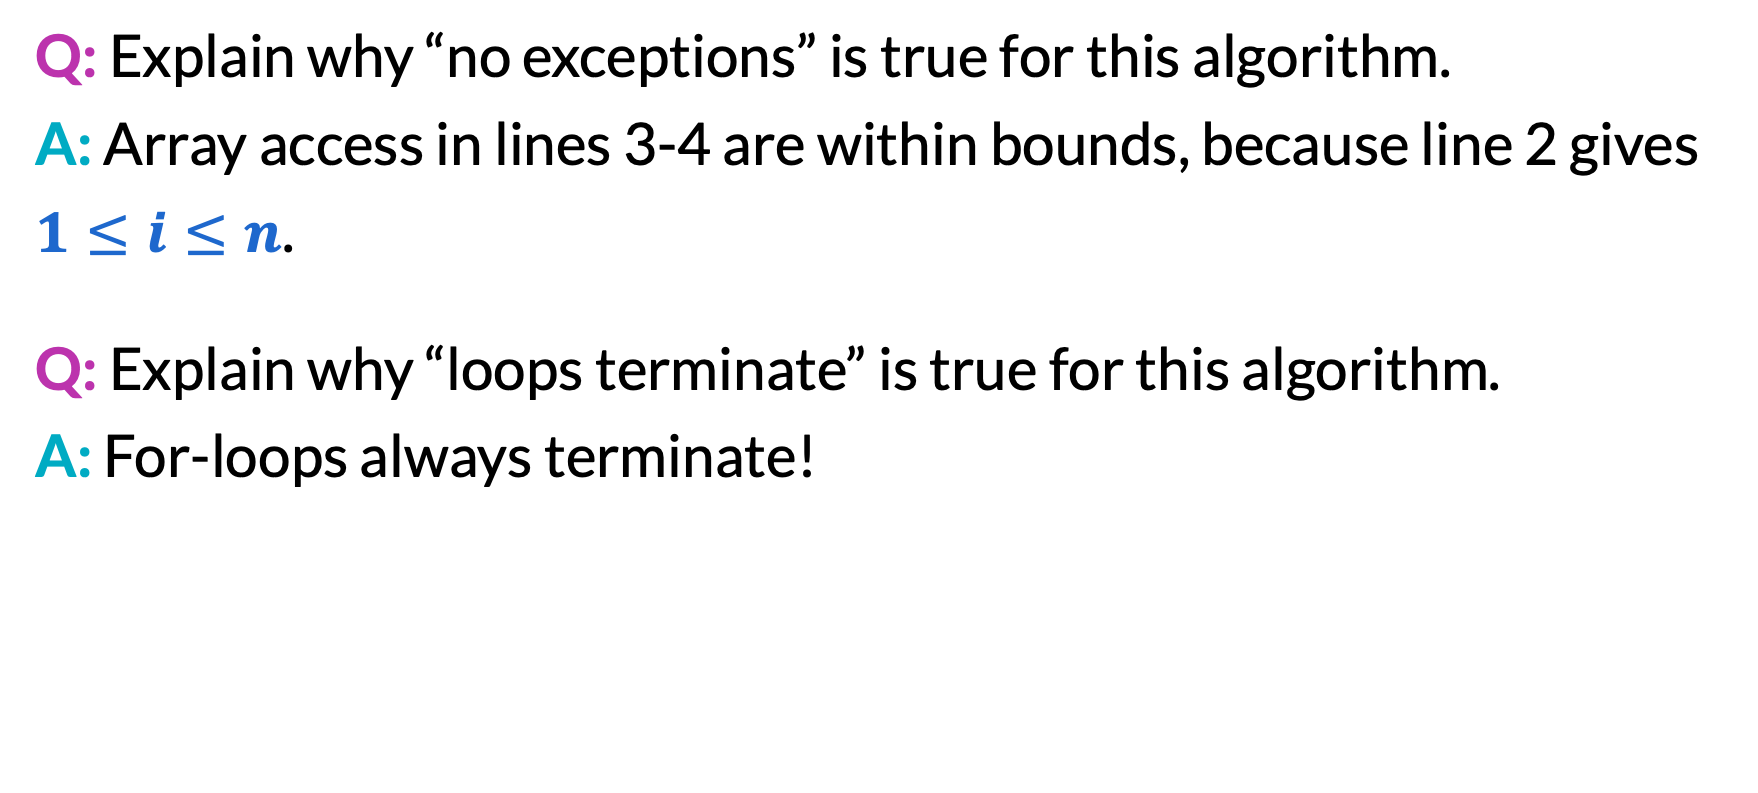 Q: Explain why “no exceptions” is true for this algorithm.
A: Array access in lines 3-4 are within bounds, because line 2 gives
1 ≤ i ≤ n.
Q: Explain why “loops terminate” is true for this algorithm.
A: For-loops always terminate!